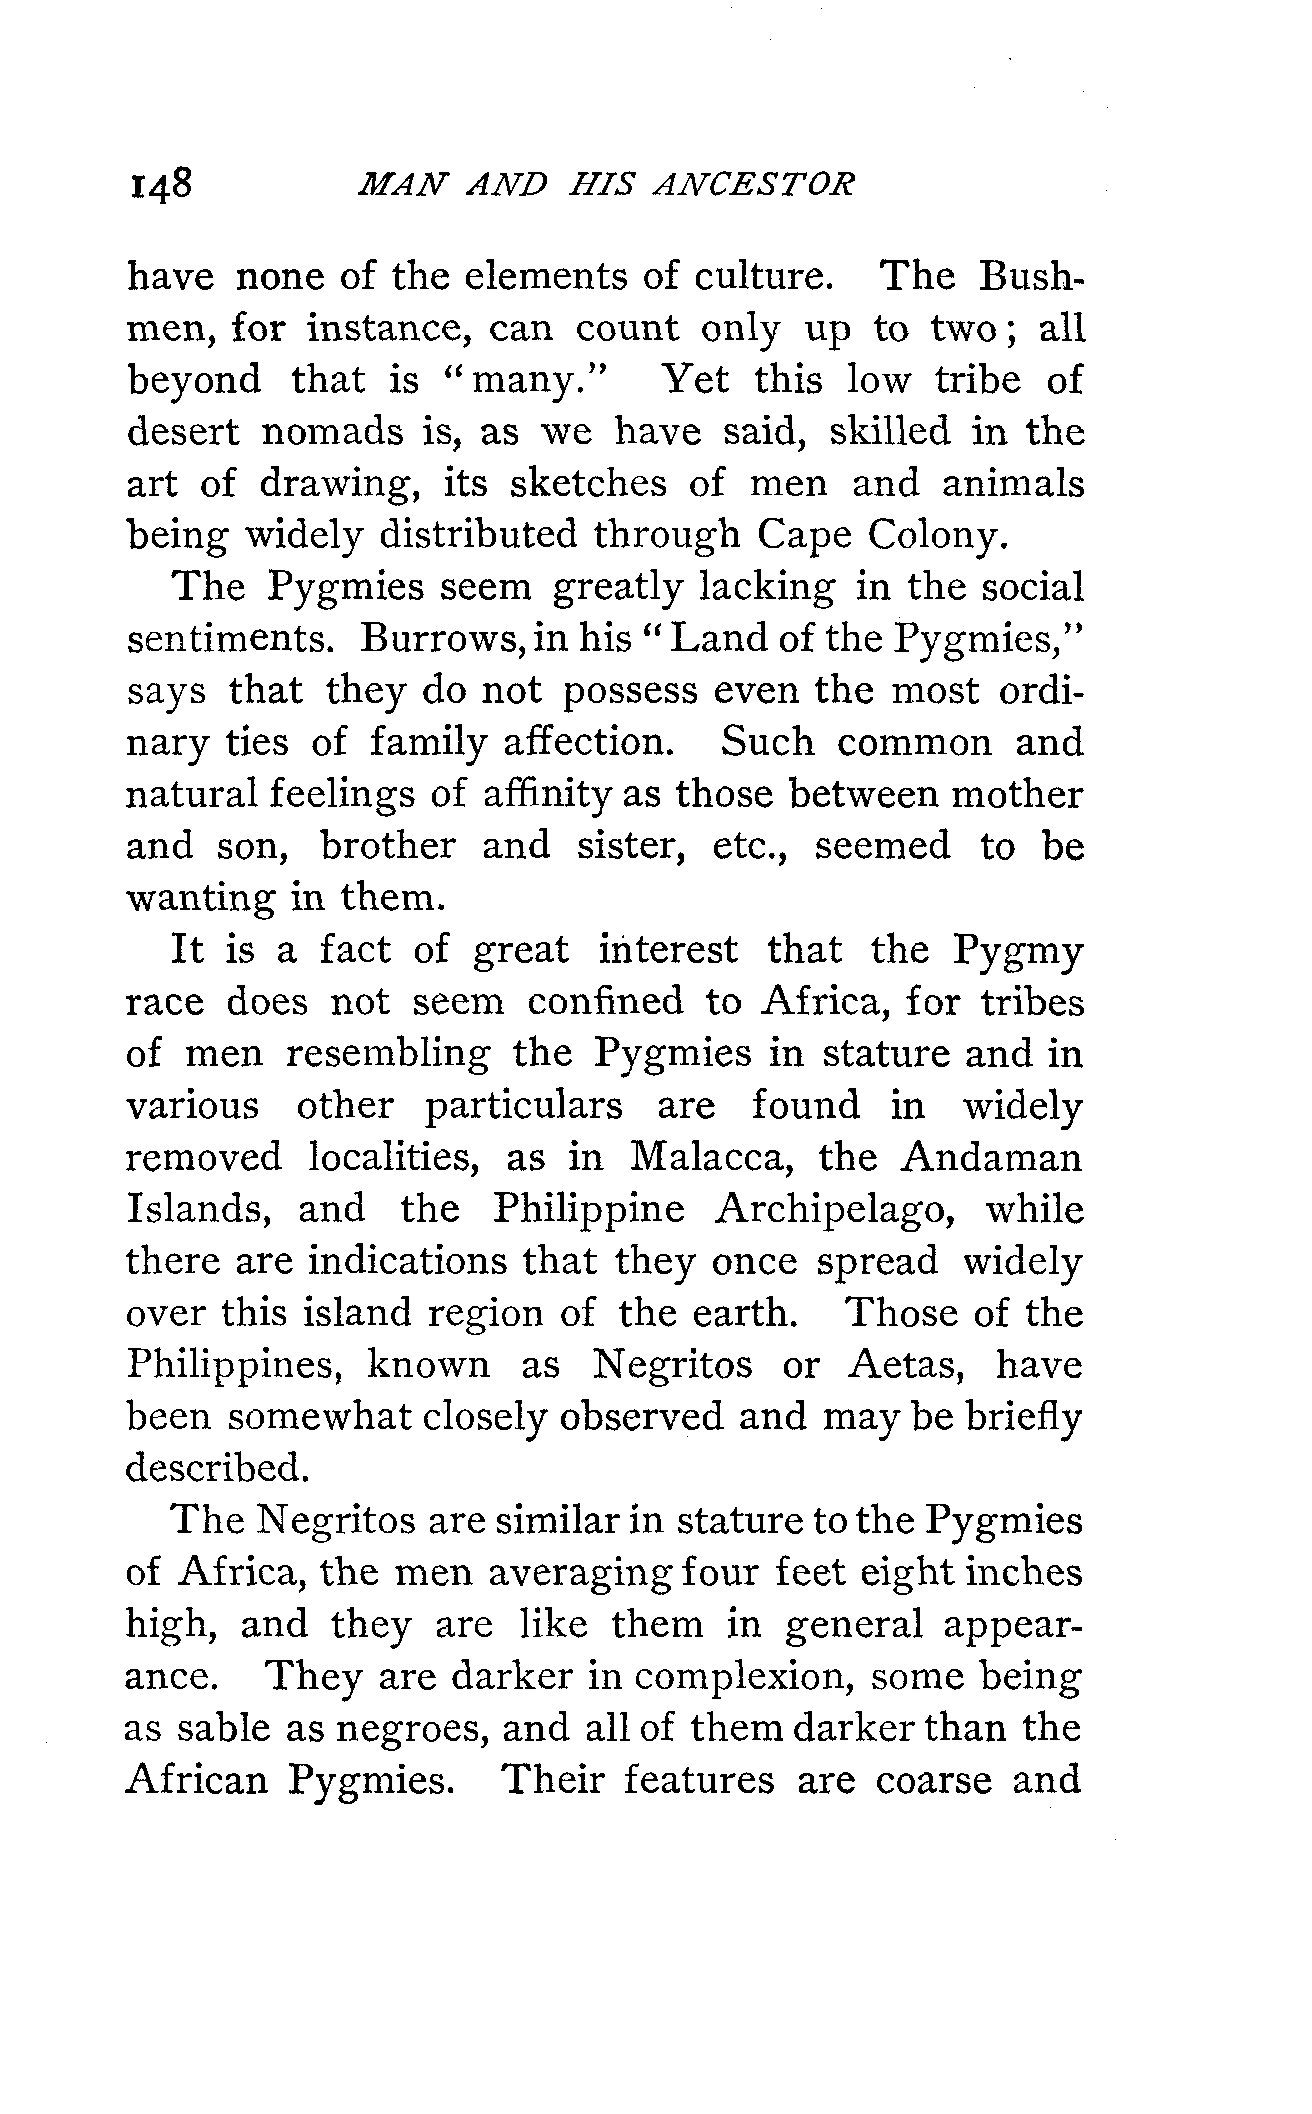 148 MAN AND HIS ANCESTOR
have none of the elements of culture. The Bush-
men, for instance, can count only up to two; all
beyond that is "many." Yet this low tribe of
desert nomads is, as we have said, skilled in the
art of drawing, its sketches of men and animals
being widely distributed through Cape Colony.
The Pygmies seem greatly lacking in the social
sentiments. Burrows, in his "Land of the Pygmies,"
says that they do not possess even the most ordi-
nary ties of family affection. Such common and
natural feelings of affinity as those between mother
and son, brother and sister, etc., seemed to be
wanting in them.
It is a fact of great interest that the Pygmy
race does not seem confined to Africa, for tribes
of men resembling the Pygmies in stature and in
various other particulars are found in widely
removed localities, as in Malacca, the Andaman
Islands, and the Philippine Archipelago, while
there are indications that they once spread widely
over this island region of the earth. Those of the
Philippines, known as Negritos or Aetas, have
been somewhat closely observed and may be briefly
described.
The Negritos are similar in stature to the Pygmies
of Africa, the men averaging four feet eight inches
high, and they are like them in general appear-
ance. They are darker in complexion, some being
as sable as negroes, and all of them darker than the
African Pygmies. Their features are coarse and